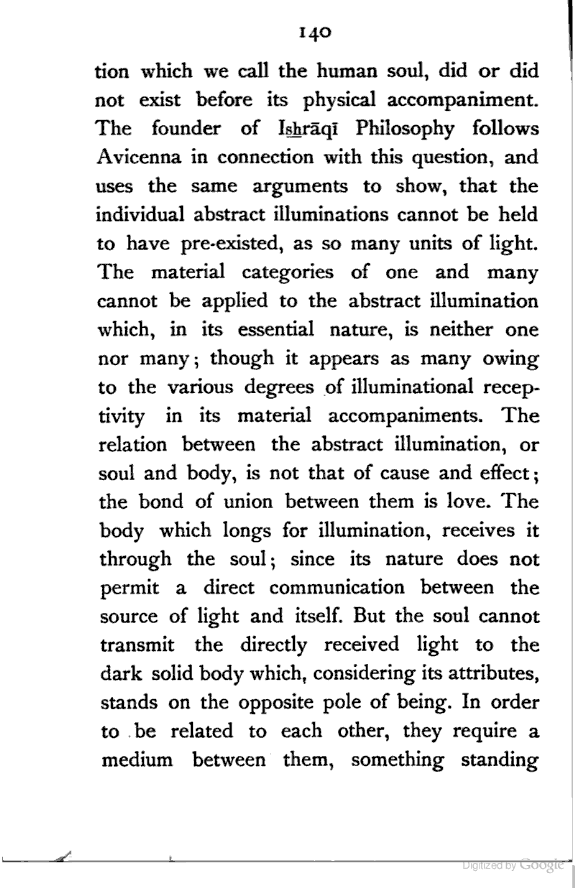 140
tion which we call the human soul, did or did
not exist before its physical accompaniment.
The founder of Ishrāqī Philosophy follows
Avicenna in connection with this question, and
uses the same arguments to show, that the
individual abstract illuminations cannot be held
to have pre-existed, as so many units of light.
The material categories of one and many
cannot be applied to the abstract illumination
which, in its essential nature, is neither one
nor many; though it appears as many owing
to the various degrees of illuminational recep-
tivity in its material accompaniments. The
relation between the abstract illumination, or
soul and body, is not that of cause and effect;
the bond of union between them is love. The
body which longs for illumination, receives it
through the soul; since its nature does not
permit a direct communication between the
source of light and itself. But the soul cannot
transmit the directly received light to the
dark solid body which, considering its attributes,
stands on the opposite pole of being. In order
to be related to each other, they require a
medium between them, something standing
Digitized by Google